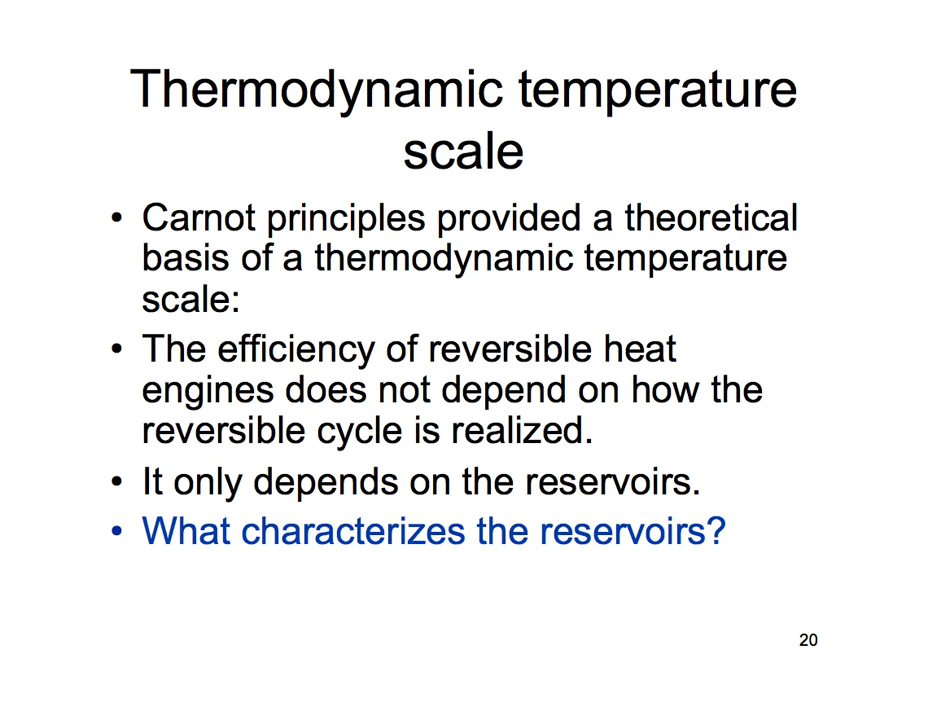 Thermodynamic temperature
scale
• Carnot principles provided a theoretical
basis of a thermodynamic temperature
scale:
• The efficiency of reversible heat
engines does not depend on how the
reversible cycle is realized.
• It only depends on the reservoirs.
• What characterizes the reservoirs?
20